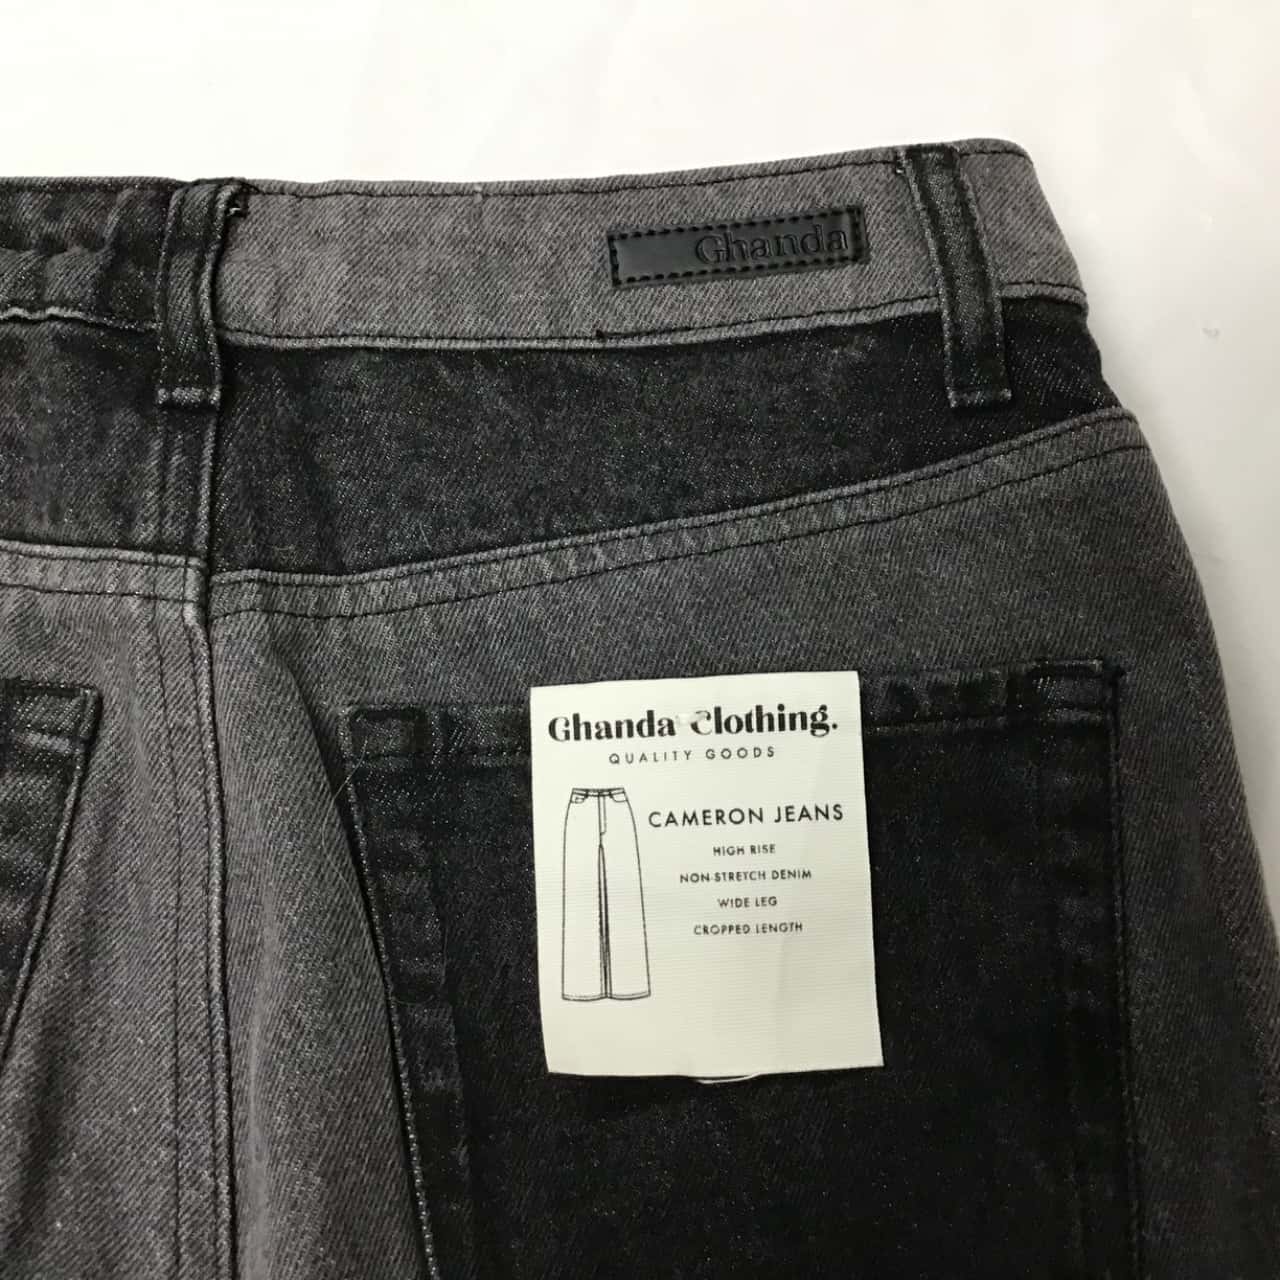 Ghanda
Ghanda Clothing.
QUALITY GOODS
CAMERON JEANS
HIGH RISE
NON-STRETCH DENIM
WIDE LEG
CROPPED LENGTH